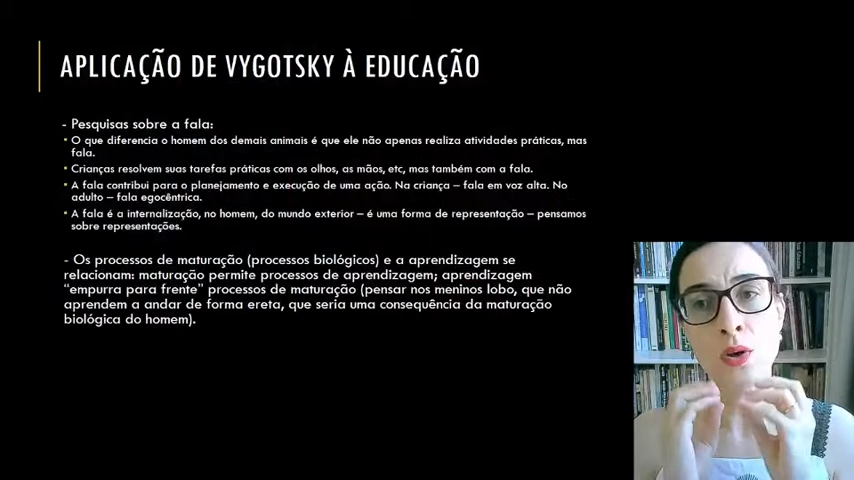 APLICAÇÃO DE VYGOTSKY À EDUCAÇÃO
- Pesquisas sobre a fala:
• O que diferencia o homem dos demais animais é que ele não apenas realiza atividades práticas, mas
fala.
• Crianças resolvem suas tarefas práticas com os olhos, as mãos, etc, mas também com a fala.
• A fala contribui para o planejamento e execução de uma ação. Na criança – fala em voz alta. No
adulto – fala egocêntrica.
• A fala é a internalização, no homem, do mundo exterior – é uma forma de representação – pensamos
sobre representações.
- Os processos de maturação (processos biológicos) e a aprendizagem se
relacionam: maturação permite processos de aprendizagem; aprendizagem
“empurra para frente” processos de maturação (pensar nos meninos lobo, que não
aprendem a andar de forma ereta, que seria uma consequência da maturação
biológica do homem).